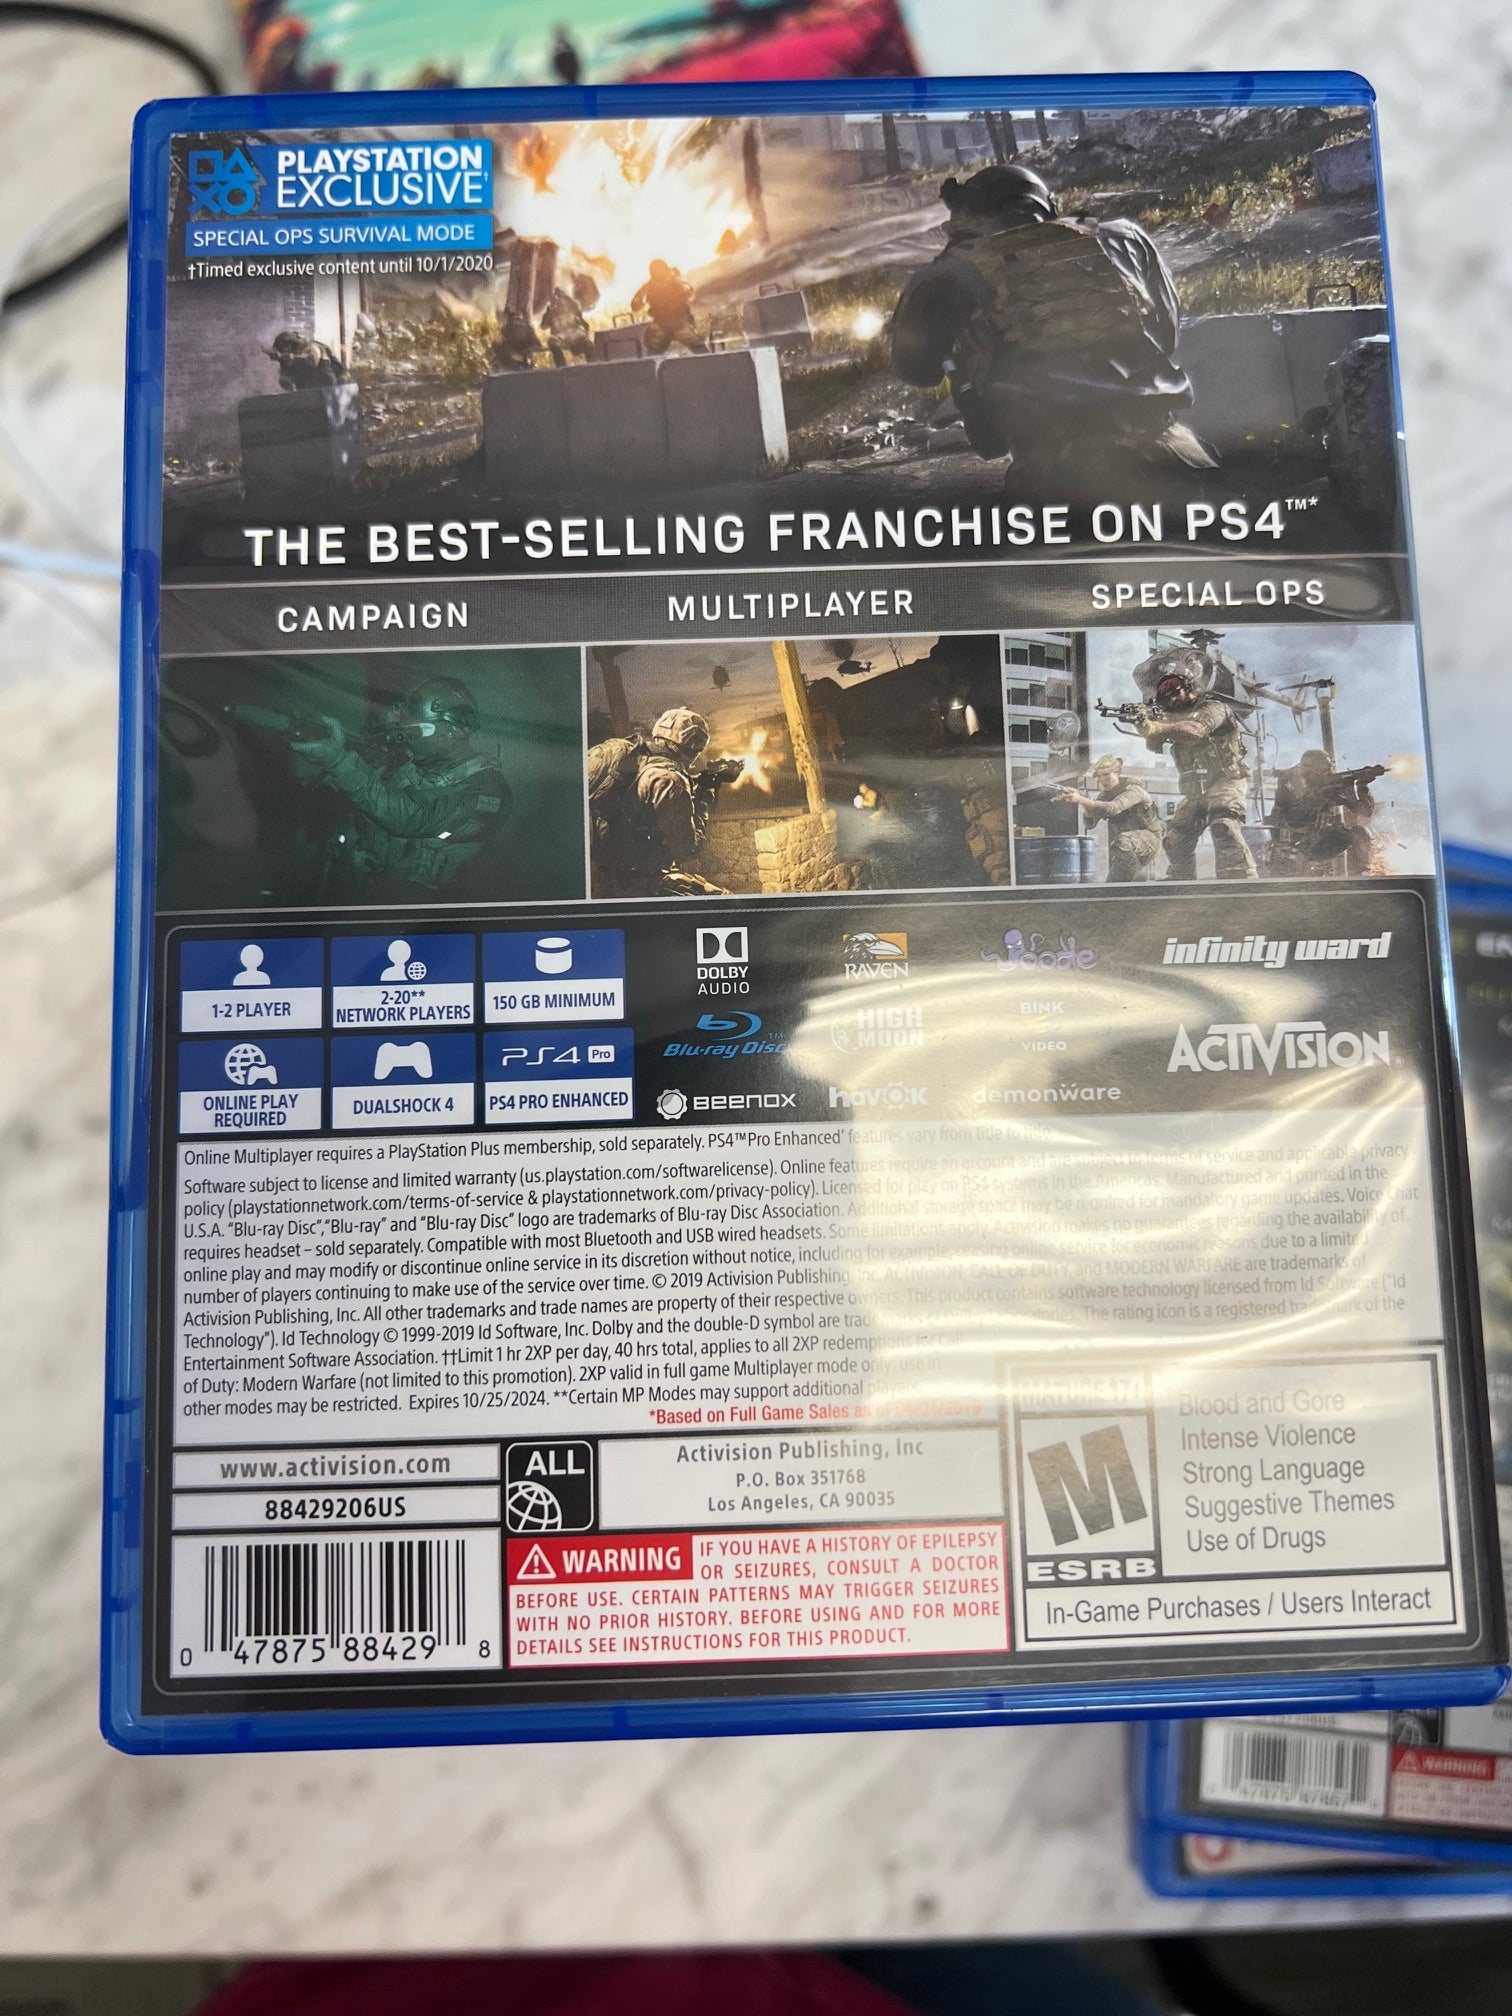 PLAYSTATION
EXCLUSIVE†
SPECIAL OPS SURVIVAL MODE
†Timed exclusive content until 10/1/2020
THE BEST-SELLING FRANCHISE ON PS4™*
CAMPAIGN
MULTIPLAYER
SPECIAL OPS
1-2 PLAYER
2-20**
NETWORK PLAYERS
150 GB MINIMUM
ONLINE PLAY
REQUIRED
DUALSHOCK 4
PS4 Pro
PS4 PRO ENHANCED
DOLBY
AUDIO
Blu-ray Disc™
BEENOX
RAVEN
HIGH
MOON
havok
BINK
VIDEO
demonware
infinity ward
ACTIVISION
Online Multiplayer requires a PlayStation Plus membership, sold separately. PS4™Pro Enhanced' features vary from title to title.
Software subject to license and limited warranty (us.playstation.com/softwarelicense). Online features require an account and are subject to terms of service and applicable privacy
policy (playstationnetwork.com/terms-of-service & playstationnetwork.com/privacy-policy). Licensed for play on PS4 systems in the Americas. Manufactured and printed in the
U.S.A. “Blu-ray Disc”,“Blu-ray” and “Blu-ray Disc” logo are trademarks of Blu-ray Disc Association. Additional storage space may be required for mandatory game updates. Voice Chat
requires headset – sold separately. Compatible with most Bluetooth and USB wired headsets. Some limitations apply. Activision makes no guarantees regarding the availability of
online play and may modify or discontinue online service in its discretion without notice, including for example, ceasing online service for economic reasons due to a limited
number of players continuing to make use of the service over time. © 2019 Activision Publishing, Inc. ACTIVISION, CALL OF DUTY, and MODERN WARFARE are trademarks of
Activision Publishing, Inc. All other trademarks and trade names are property of their respective owners. This product contains software technology licensed from Id Software ("Id
Technology"). Id Technology © 1999-2019 Id Software, Inc. Dolby and the double-D symbol are The rating icon is a registered trademark of the
Entertainment Software Association. ††Limit 1 hr 2XP per day, 40 hrs total, applies to all 2XP redemptions for Call
of Duty: Modern Warfare (not limited to this promotion). 2XP valid in full game Multiplayer mode only; use in
other modes may be restricted. Expires 10/25/2024. **Certain MP Modes may support additional
*Based on Full Game Sales as of
www.activision.com
88429206US
ALL
Activision Publishing, Inc
P.O. Box 351768
Los Angeles, CA 90035
WARNING IF YOU HAVE A HISTORY OF EPILEPSY
OR SEIZURES, CONSULT A DOCTOR
BEFORE USE. CERTAIN PATTERNS MAY TRIGGER SEIZURES
WITH NO PRIOR HISTORY. BEFORE USING AND FOR MORE
DETAILS SEE INSTRUCTIONS FOR THIS PRODUCT.
MATURE 17+
M
ESRB
Blood and Gore
Intense Violence
Strong Language
Suggestive Themes
Use of Drugs
In-Game Purchases / Users Interact
0 47875 88429 8
WARNING